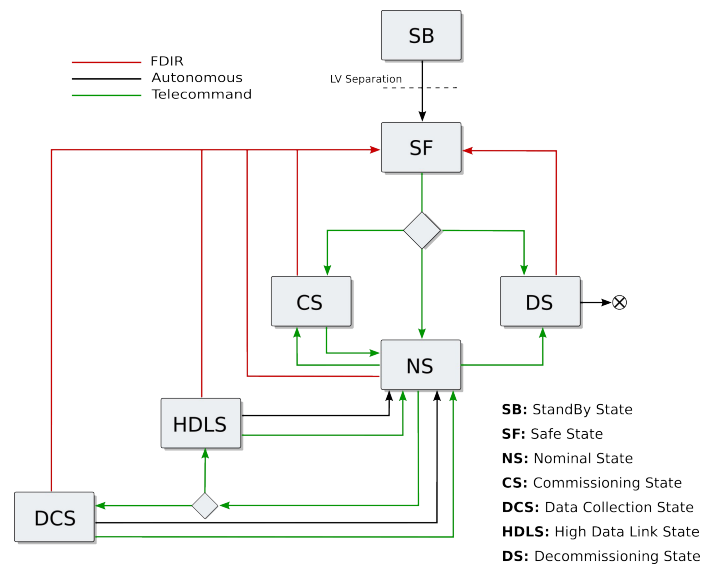 SB
FDIR
Autonomous
Telecommand
LV Separation
SF
CS
DS
NS
HDLS
DCS
SB: StandBy State
SF: Safe State
NS: Nominal State
CS: Commissioning State
DCS: Data Collection State
HDLS: High Data Link State
DS: Decommissioning State